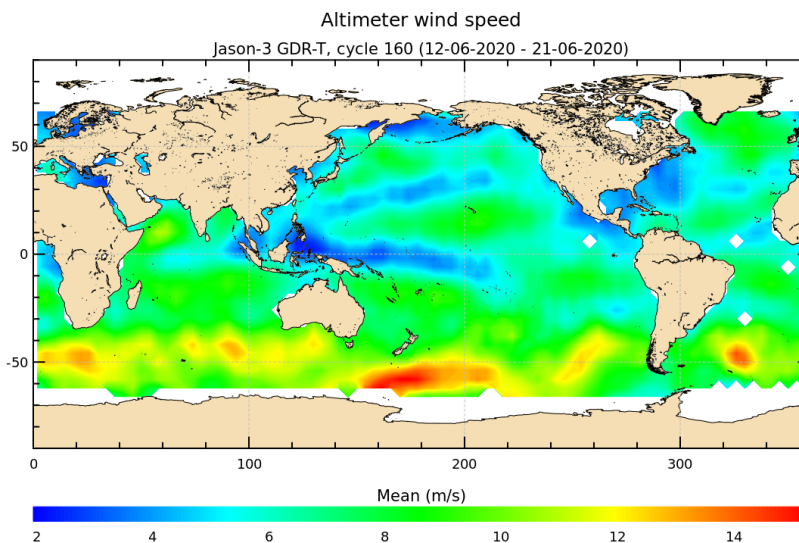 Altimeter wind speed
Jason-3 GDR-T, cycle 160 (12-06-2020 - 21-06-2020)
50
0
-50
0 100 200 300
Mean (m/s)
2 4 6 8 10 12 14